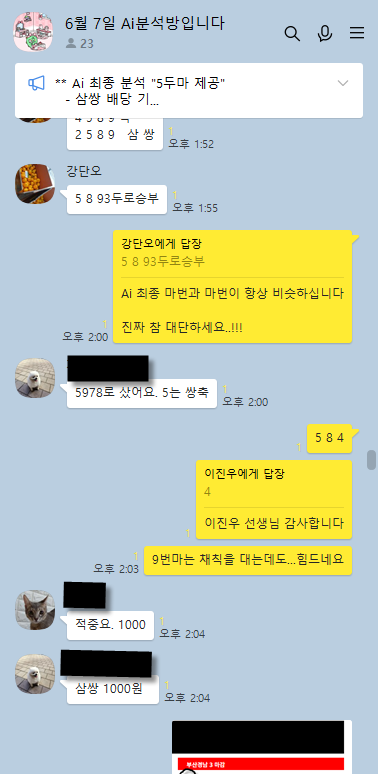 6월 7일 Ai분석방입니다
23
** Ai 최종 분석 "5두마 제공"
- 삼쌍 배당 기...
2 5 8 9 삼 쌍
1
오후 1:52
강단오
5 8 93두로승부
1
오후 1:55
강단오에게 답장
5 8 93두로승부
Ai 최종 마번과 마번이 항상 비슷하십니다
진짜 참 대단하세요..!!!
1
오후 2:00
5978로 샀어요. 5는 쌍축
1
오후 2:00
5 8 4
1
이진우에게 답장
4
이진우 선생님 감사합니다
1
9번마는 채칙을 대는데도...힘드네요
1
오후 2:03
적중요. 1000
1
오후 2:04
삼쌍 1000원
1
오후 2:04
부산경남 3 마감